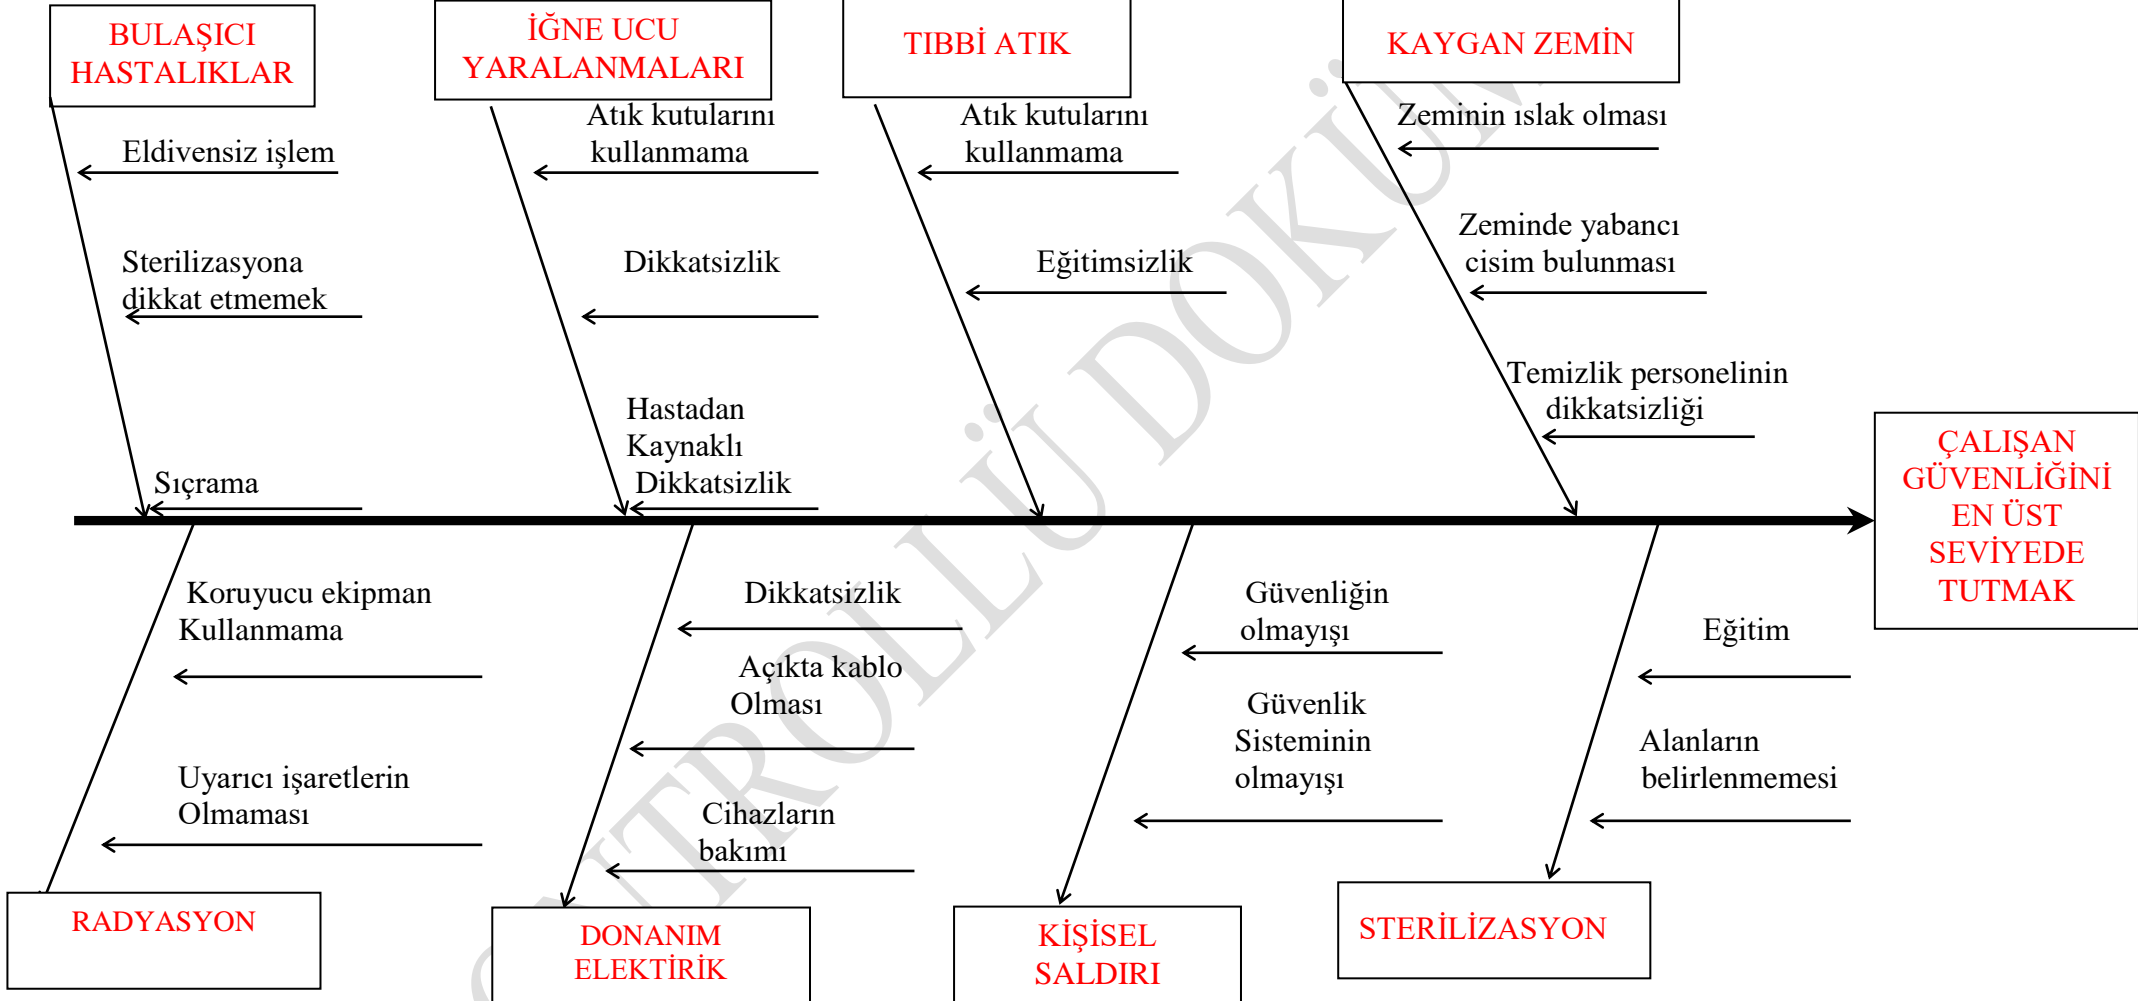 BULAŞICI
HASTALIKLAR
İĞNE UCU
YARALANMALARI
TIBBİ ATIK
KAYGAN ZEMİN
Eldivensiz işlem
Sterilizasyona
dikkat etmemek
Sıçrama
Atık kutularını
kullanmama
Dikkatsizlik
Hastadan
Kaynaklı
Dikkatsizlik
Atık kutularını
kullanmama
Eğitimsizlik
Zeminin ıslak olması
Zeminde yabancı
cisim bulunması
Temizlik personelinin
dikkatsizliği
ÇALIŞAN
GÜVENLİĞİNİ
EN ÜST
SEVİYEDE
TUTMAK
Koruyucu ekipman
Kullanmama
Uyarıcı işaretlerin
Olmaması
Dikkatsizlik
Açıkta kablo
Olması
Cihazların
bakımı
Güvenliğin
olmayışı
Güvenlik
Sisteminin
olmayışı
Eğitim
Alanların
belirlenmemesi
RADYASYON
DONANIM
ELEKTİRİK
KİŞİSEL
SALDIRI
STERİLİZASYON